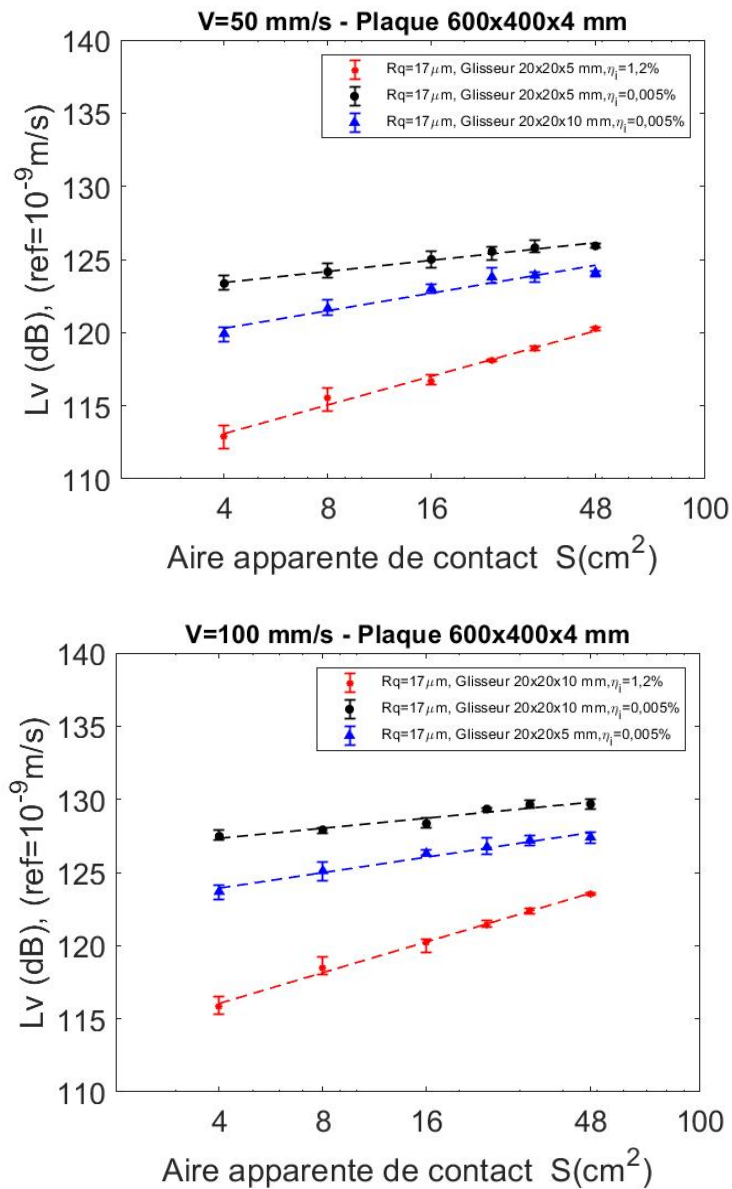 V=50 mm/s - Plaque 600x400x4 mm
Rq=17μm, Glisseur 20x20x5 mm,ηi=1,2%
Rq=17μm, Glisseur 20x20x5 mm,ηi=0,005%
Rq=17μm, Glisseur 20x20x10 mm,ηi=0,005%
Lv (dB), (ref=10⁻⁹m/s)
140
135
130
125
120
115
110
4 8 16 48 100
Aire apparente de contact S(cm²)
V=100 mm/s - Plaque 600x400x4 mm
Rq=17μm, Glisseur 20x20x10 mm,ηi=1,2%
Rq=17μm, Glisseur 20x20x10 mm,ηi=0,005%
Rq=17μm, Glisseur 20x20x5 mm,ηi=0,005%
Lv (dB), (ref=10⁻⁹m/s)
140
135
130
125
120
115
110
4 8 16 48 100
Aire apparente de contact S(cm²)